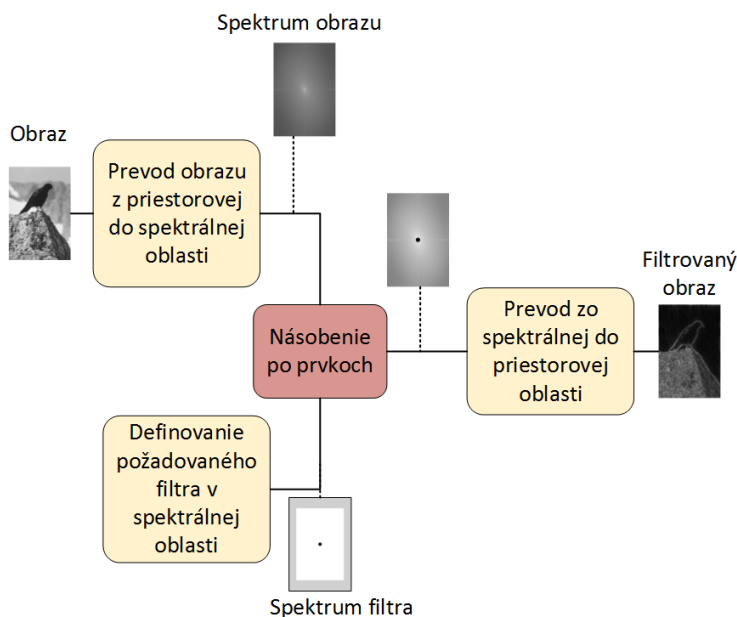 Spektrum obrazu
Obraz
Prevod obrazu
z priestorovej
do spektrálnej
oblasti
Filtrovaný
obraz
Násobenie
po prvkoch
Prevod zo
spektrálnej do
priestorovej
oblasti
Definovanie
požadovaného
filtra v
spektrálnej
oblasti
Spektrum filtra